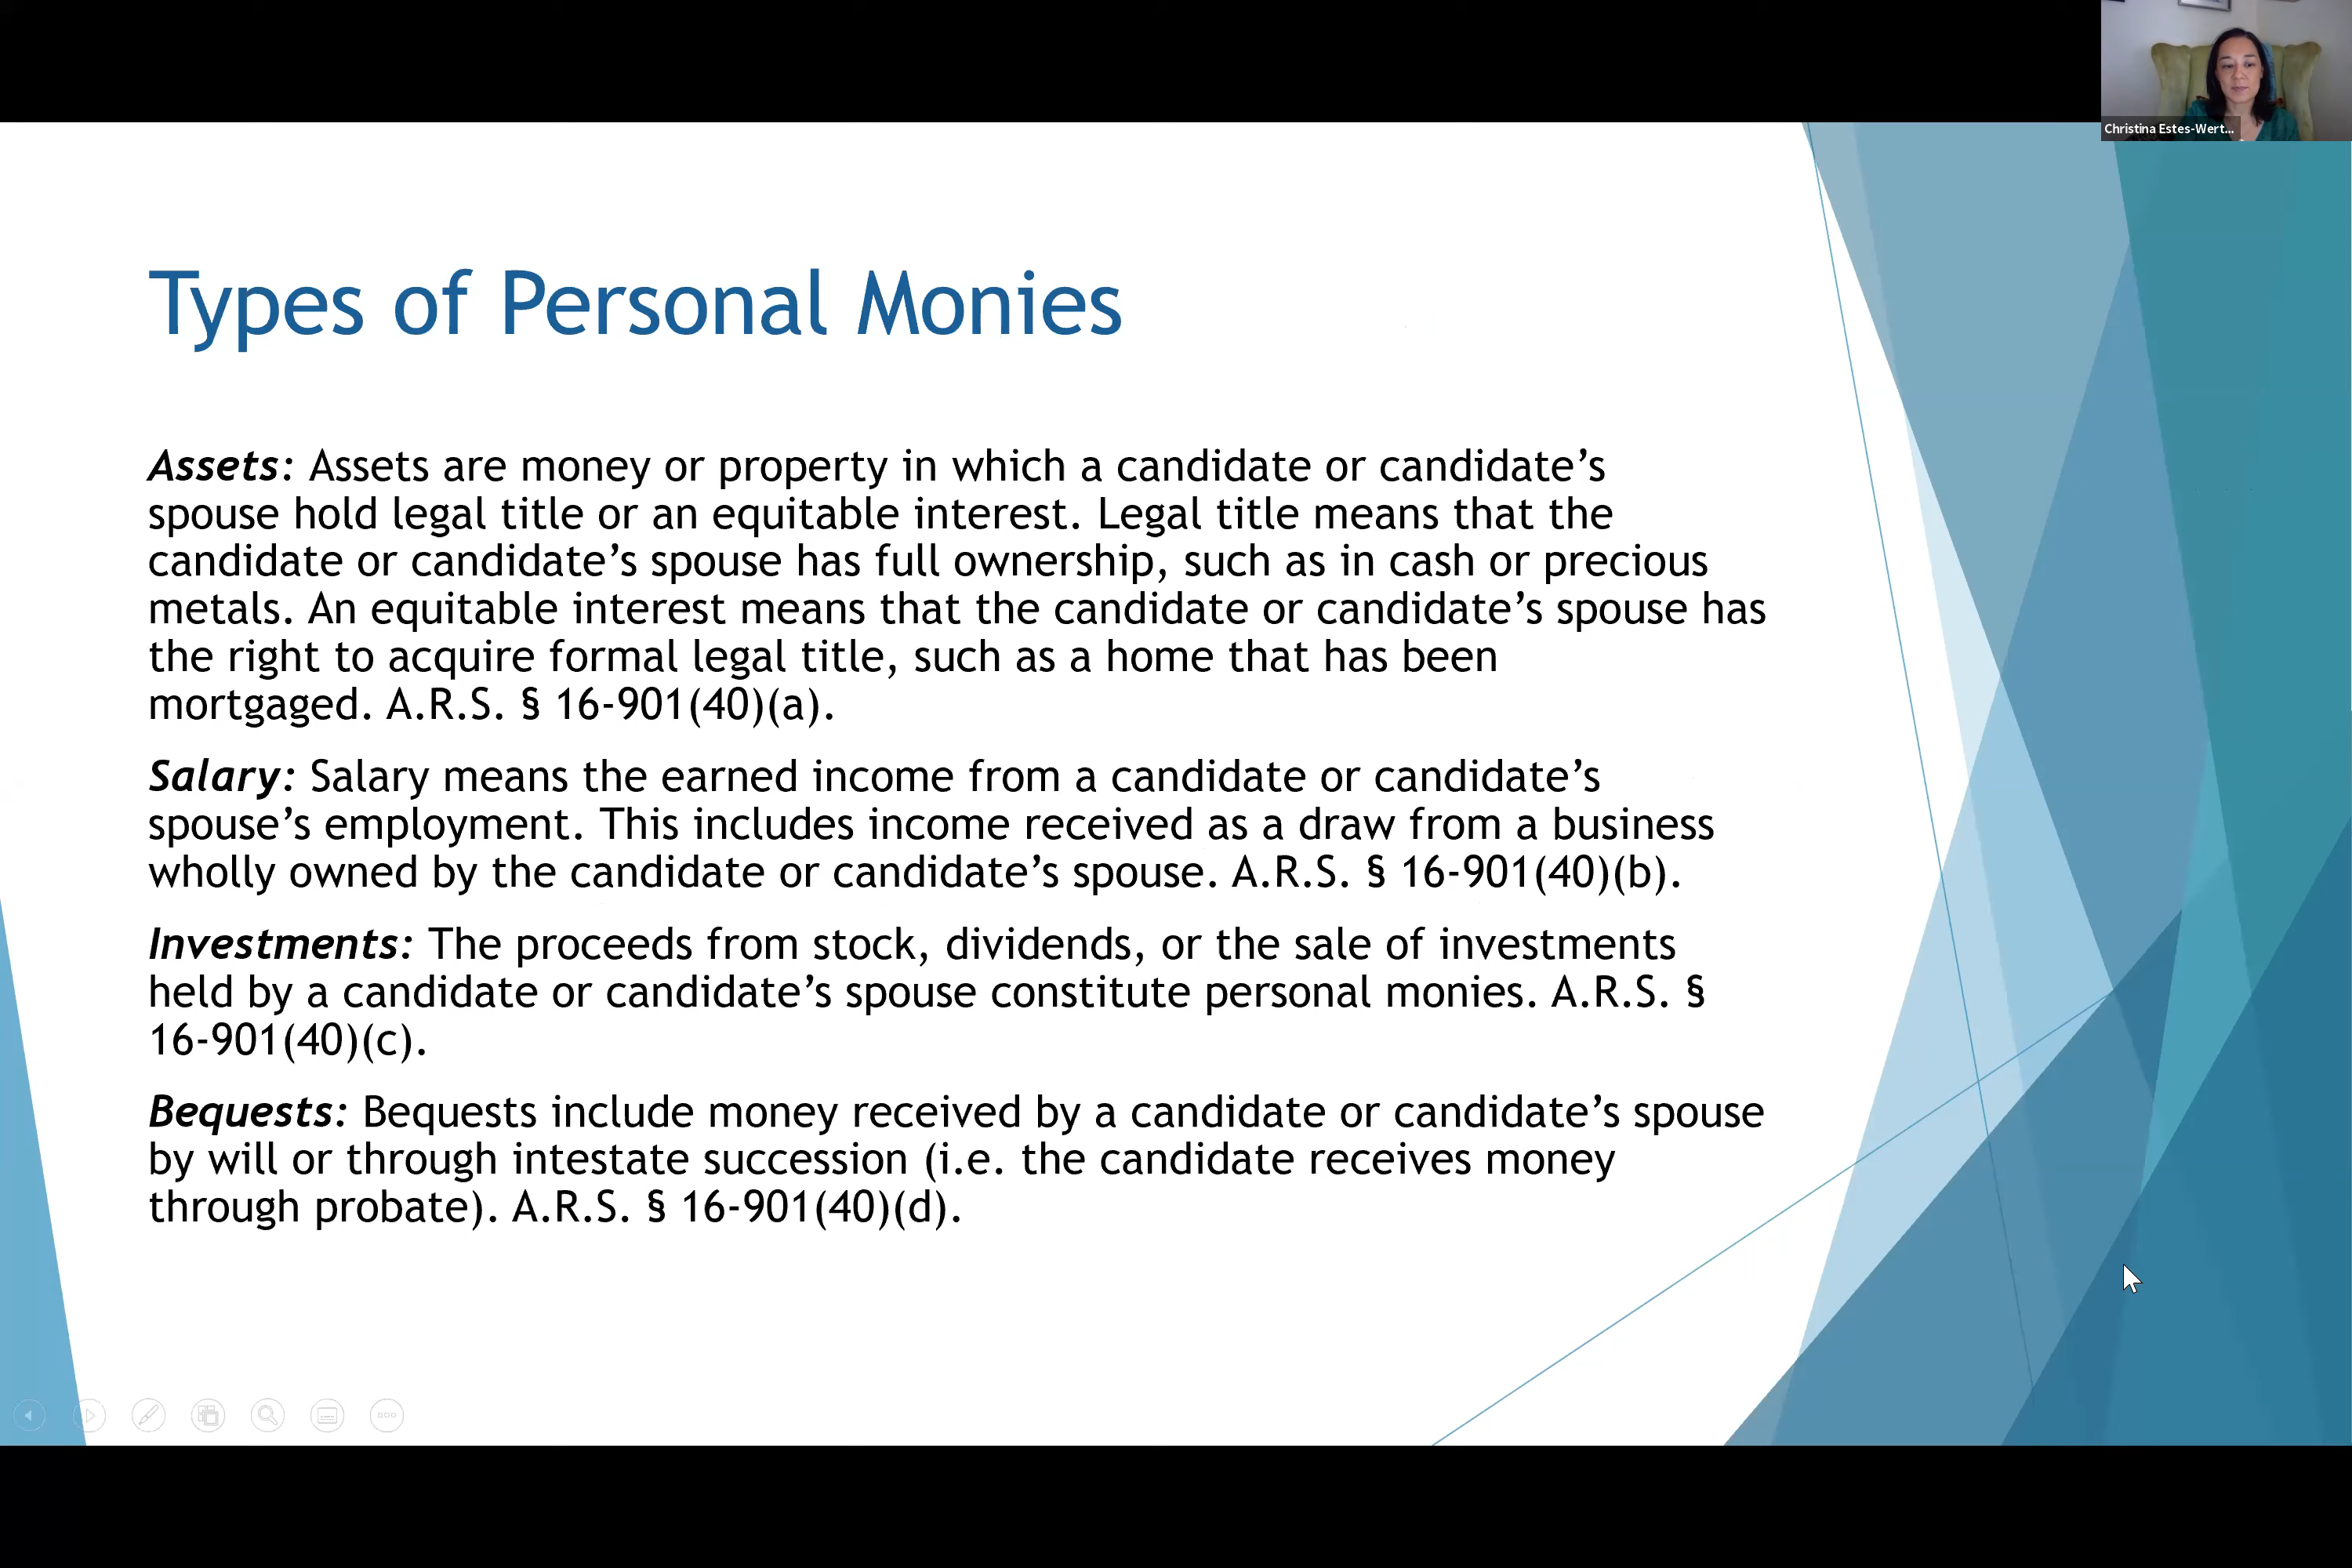 Christina Estes-Wert...
Types of Personal Monies
Assets: Assets are money or property in which a candidate or candidate’s
spouse hold legal title or an equitable interest. Legal title means that the
candidate or candidate’s spouse has full ownership, such as in cash or precious
metals. An equitable interest means that the candidate or candidate’s spouse has
the right to acquire formal legal title, such as a home that has been
mortgaged. A.R.S. § 16-901(40)(a).
Salary: Salary means the earned income from a candidate or candidate’s
spouse’s employment. This includes income received as a draw from a business
wholly owned by the candidate or candidate’s spouse. A.R.S. § 16-901(40)(b).
Investments: The proceeds from stock, dividends, or the sale of investments
held by a candidate or candidate’s spouse constitute personal monies. A.R.S. §
16-901(40)(c).
Bequests: Bequests include money received by a candidate or candidate’s spouse
by will or through intestate succession (i.e. the candidate receives money
through probate). A.R.S. § 16-901(40)(d).